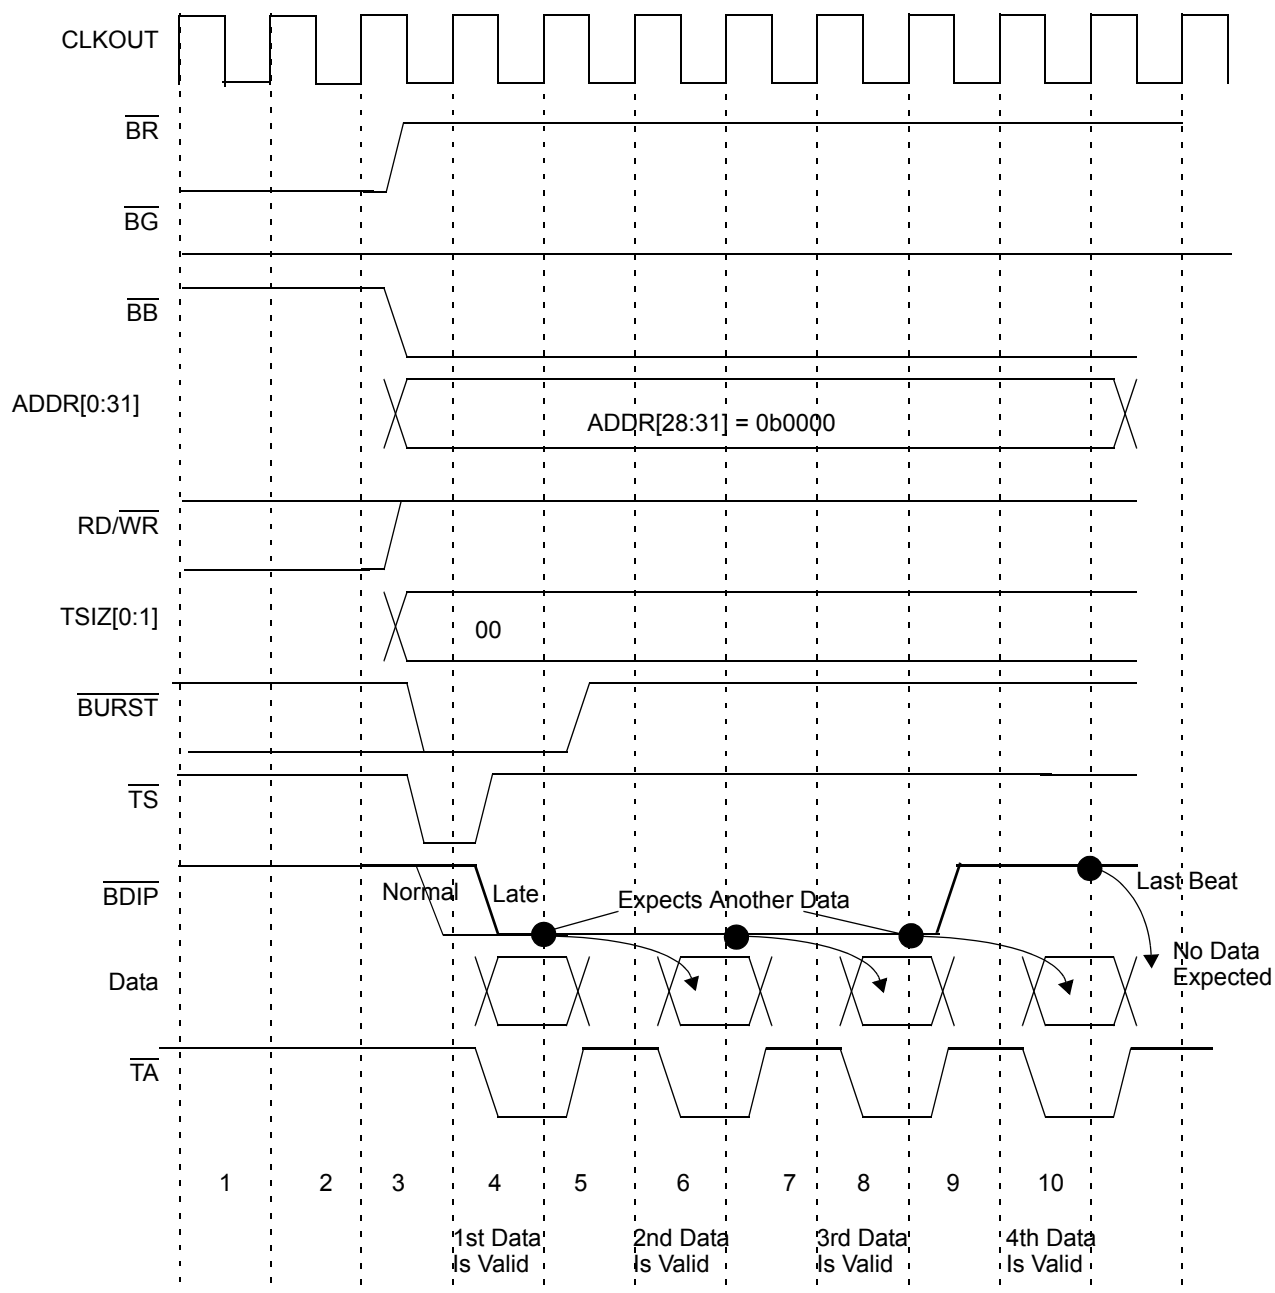 CLKOUT
BR
BG
BB
ADDR[0:31]
ADDR[28:31] = 0b0000
RD/WR
TSIZ[0:1]
00
BURST
TS
BDIP
Normal
Late
Expects Another Data
Last Beat
No Data
Expected
Data
TA
1 2 3 4 5 6 7 8 9 10
1st Data
Is Valid
2nd Data
Is Valid
3rd Data
Is Valid
4th Data
Is Valid